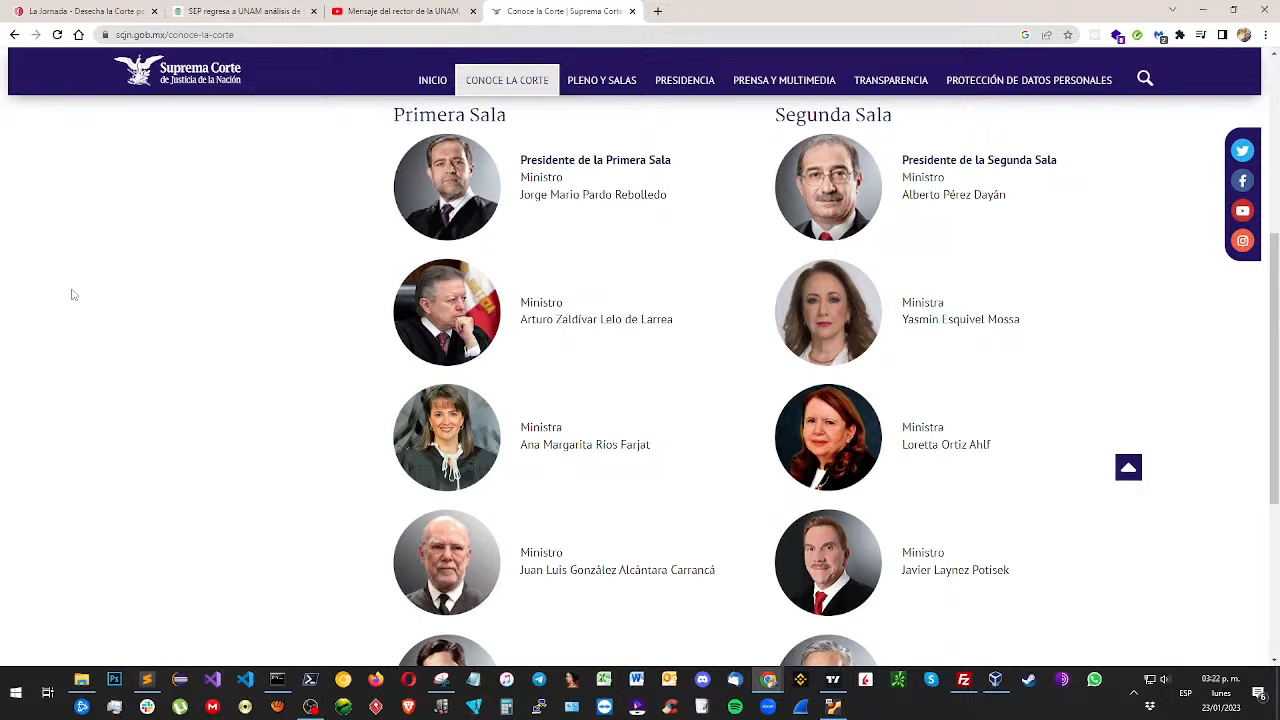 La Jornada - Desecha la Corte pr
SEP regresa a UNAM análisis de
Mensaje del rector de la UNAM,
Conoce la Corte | Suprema Corte
scjn.gob.mx/conoce-la-corte
Suprema Corte
de Justicia de la Nación
INICIO
CONOCE LA CORTE
PLENO Y SALAS
PRESIDENCIA
PRENSA Y MULTIMEDIA
TRANSPARENCIA
PROTECCIÓN DE DATOS PERSONALES
Primera Sala
Presidente de la Primera Sala
Ministro
Jorge Mario Pardo Rebolledo
Ministro
Arturo Zaldívar Lelo de Larrea
Ministra
Ana Margarita Ríos Farjat
Ministro
Juan Luis González Alcántara Carrancá
Segunda Sala
Presidente de la Segunda Sala
Ministro
Alberto Pérez Dayán
Ministra
Yasmín Esquivel Mossa
Ministra
Loretta Ortiz Ahlf
Ministro
Javier Laynez Potisek
ESP
03:22 p. m.
lunes
23/01/2023